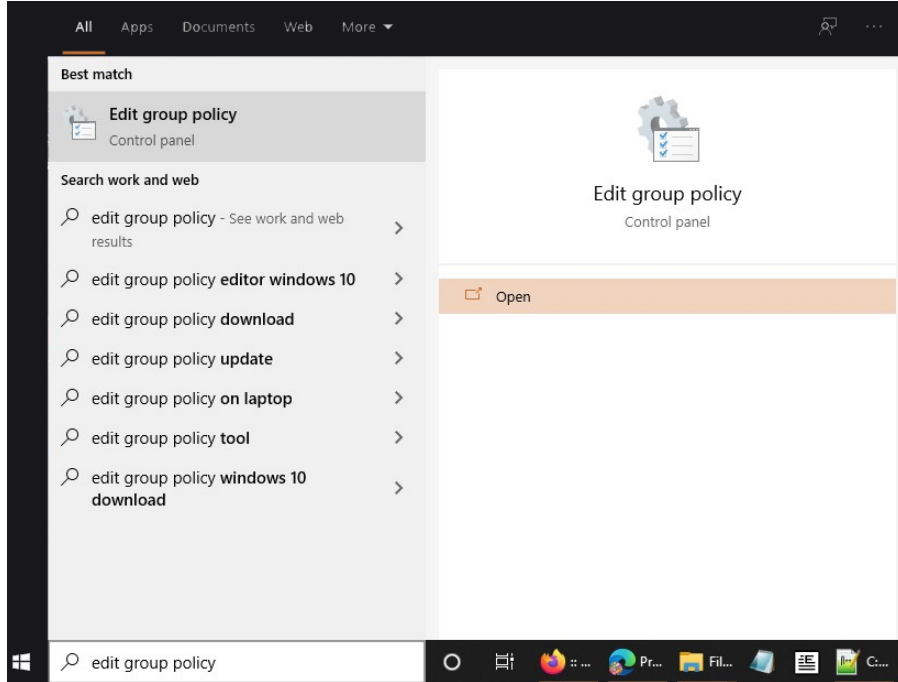 All Apps Documents Web More
Best match
Edit group policy
Control panel
Search work and web
edit group policy - See work and web
results
edit group policy editor windows 10
edit group policy download
edit group policy update
edit group policy on laptop
edit group policy tool
edit group policy windows 10
download
Edit group policy
Control panel
Open
edit group policy
:: ... Pr... Fil... C:...